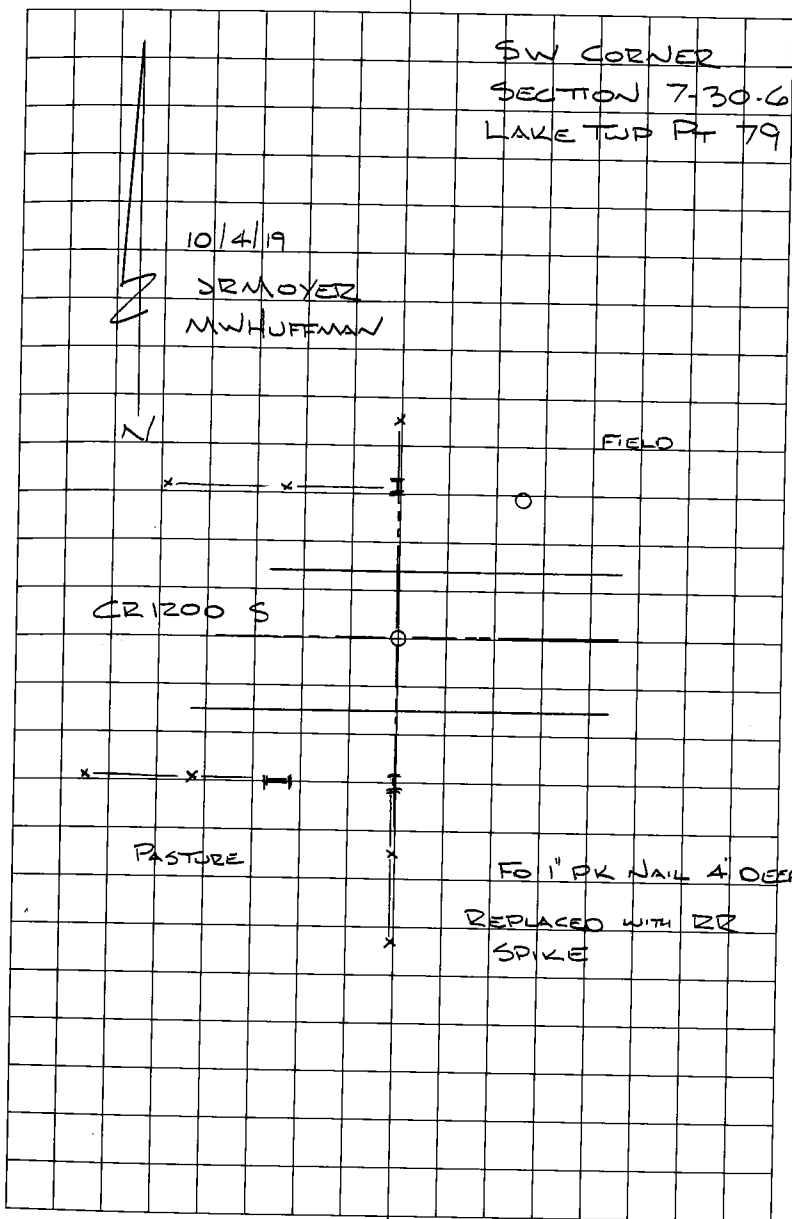 SW CORNER
SECTION 7-30-6
LAKE TWP PT 79
10/4/19
JRMOYER
MWHUFFMAN
N
FIELD
CR 1200 S
PASTURE
FD 1" PK NAIL 4" DEEP
REPLACED WITH RR
SPIKE